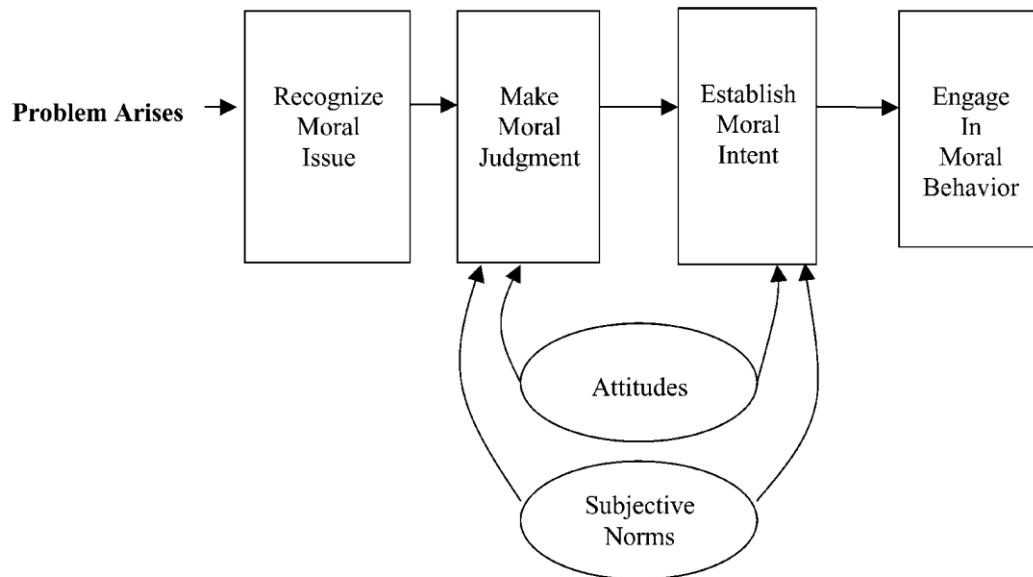 Problem Arises
Recognize
Moral
Issue
Make
Moral
Judgment
Establish
Moral
Intent
Engage
In
Moral
Behavior
Attitudes
Subjective
Norms